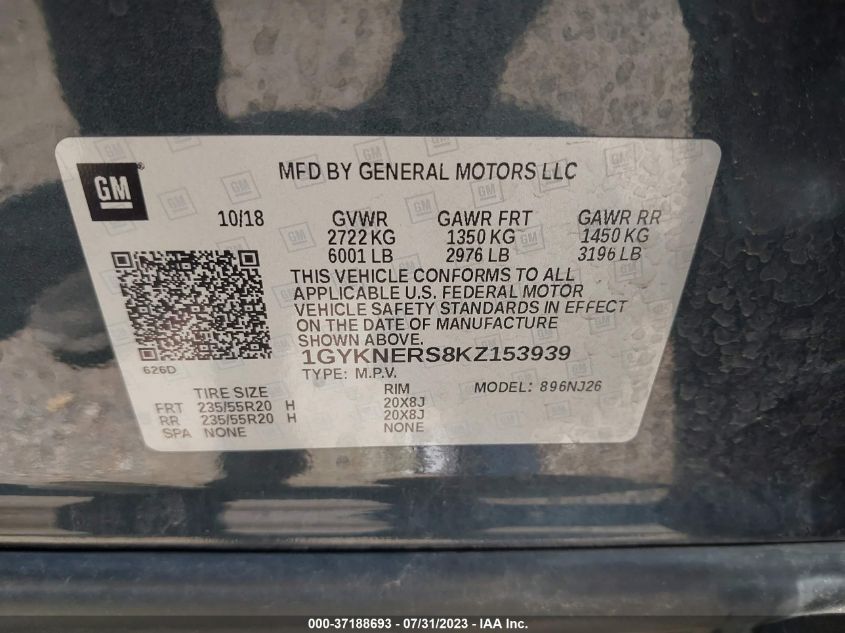 GM
MFD BY GENERAL MOTORS LLC
10/18 GVWR GAWR FRT GAWR RR
2722 KG 1350 KG 1450 KG
6001 LB 2976 LB 3196 LB
THIS VEHICLE CONFORMS TO ALL
APPLICABLE U.S. FEDERAL MOTOR
VEHICLE SAFETY STANDARDS IN EFFECT
ON THE DATE OF MANUFACTURE
SHOWN ABOVE.
1GYKNERS8KZ153939
626D
TYPE: M.P.V. MODEL: 896NJ26
TIRE SIZE RIM
FRT 235/55R20 H 20X8J
RR 235/55R20 H 20X8J
SPA NONE NONE
000-37188693 - 07/31/2023 - IAA Inc.